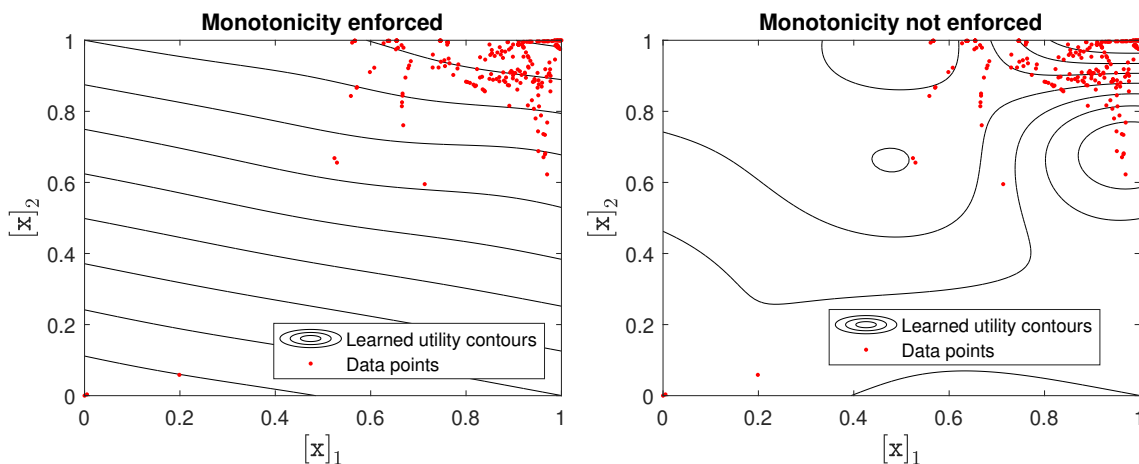 Monotonicity enforced
1
0.8
0.6
0.4
0.2
0
[x]₂
0
0.2
0.4
0.6
0.8
1
[x]₁
Learned utility contours
Data points
Monotonicity not enforced
1
0.8
0.6
0.4
0.2
0
[x]₂
0
0.2
0.4
0.6
0.8
1
[x]₁
Learned utility contours
Data points